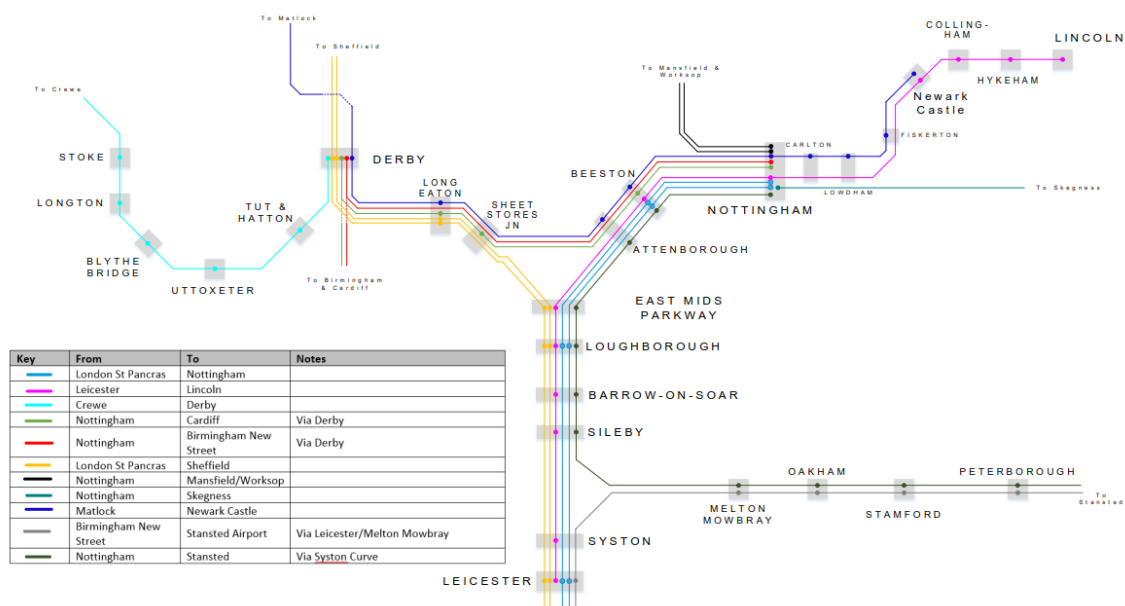 To Matlock
To Sheffield
COLLING-
HAM
LINCOLN
To Mansfield &
Worksop
HYKEHAM
To Crewe
Newark
Castle
FISKERTON
CARLTON
STOKE
DERBY
LONG
EATON
BEESTON
LOWDHAM
To Skegness
LONGTON
TUT &
HATTON
SHEET
STORES
JN
NOTTINGHAM
BLYTHE
BRIDGE
ATTENBOROUGH
UTTOXETER
To Birmingham
& Cardiff
EAST MIDS
PARKWAY
LOUGHBOROUGH
BARROW-ON-SOAR
SILEBY
OAKHAM
PETERBOROUGH
MELTON
MOWBRAY
STAMFORD
To
Stansted
SYSTON
LEICESTER
Key From To Notes
London St Pancras Nottingham
Leicester Lincoln
Crewe Derby
Nottingham Cardiff Via Derby
Nottingham Birmingham New Street Via Derby
London St Pancras Sheffield
Nottingham Mansfield/Worksop
Nottingham Skegness
Matlock Newark Castle
Birmingham New Street Stansted Airport Via Leicester/Melton Mowbray
Nottingham Stansted Via Syston Curve